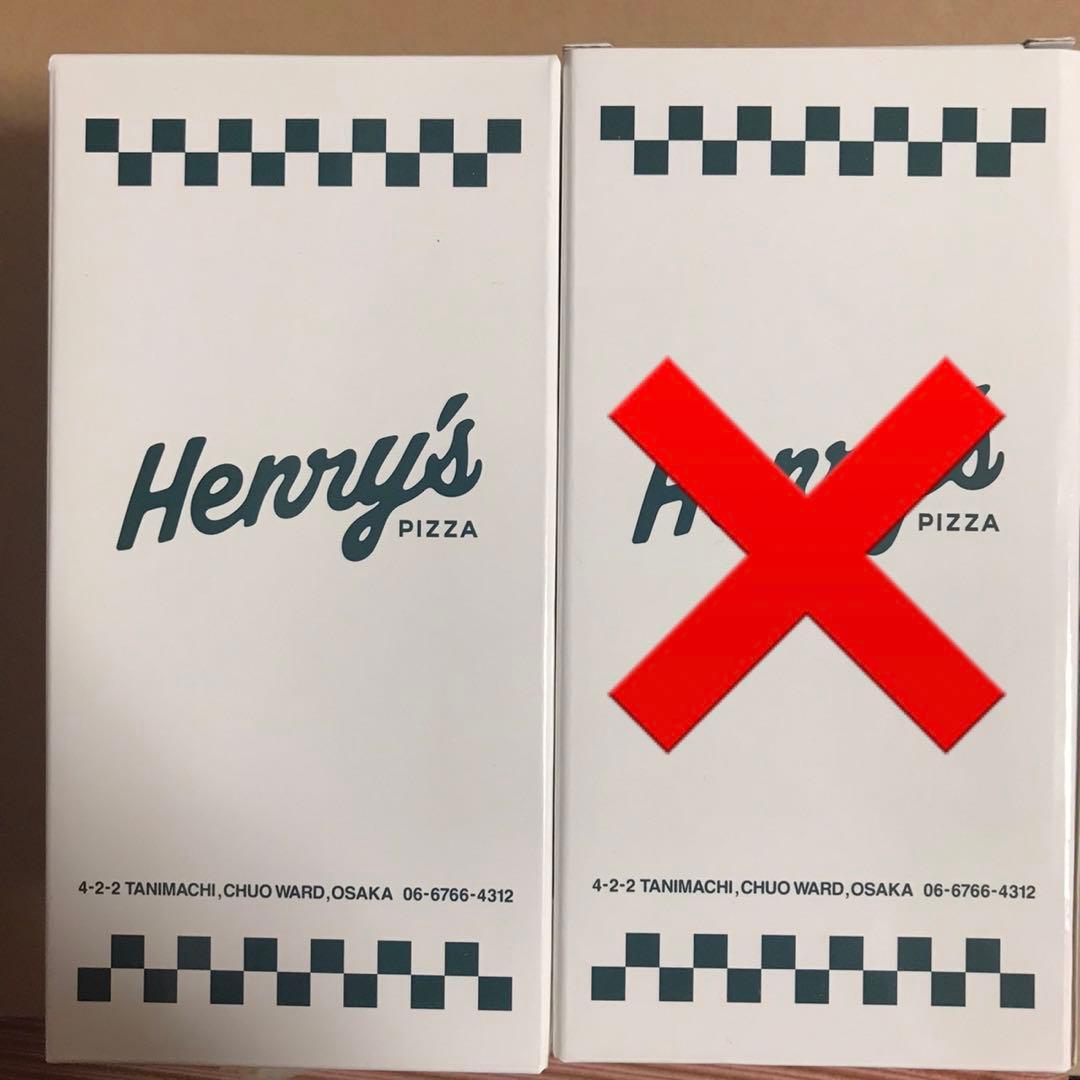 Henry's
PIZZA
4-2-2 TANIMACHI,CHUO WARD,OSAKA 06-6766-4312
PIZZA
4-2-2 TANIMACHI,CHUO WARD,OSAKA 06-6766-4312